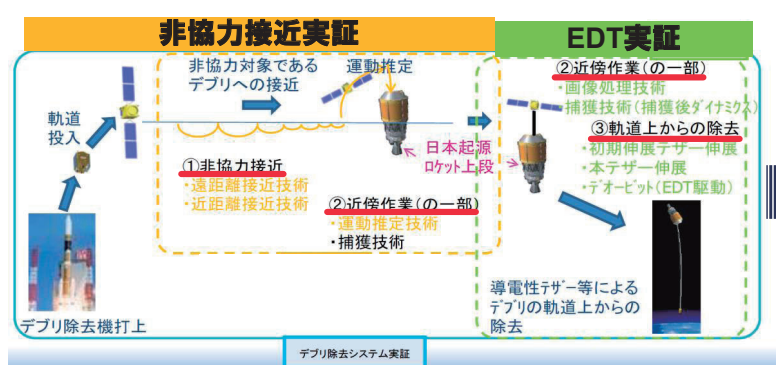 非協力接近実証
EDT実証
非協力対象である
デブリへの接近
運動推定
軌道
投入
日本起源
ロケット上段
①非協力接近
・遠距離接近技術
・近距離接近技術
②近傍作業(の一部)
・運動推定技術
・捕獲技術
②近傍作業(の一部)
・画像処理技術
・捕獲技術(捕獲後ダイナミクス)
③軌道上からの除去
・初期伸展テザー伸展
・本テザー伸展
・デオービット(EDT駆動)
導電性テザー等による
デブリの軌道上からの
除去
デブリ除去機打上
デブリ除去システム実証